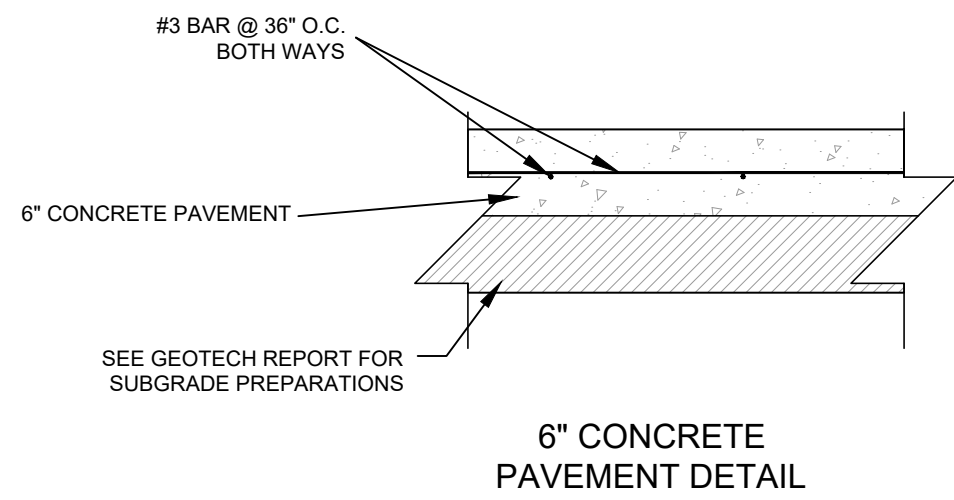 #3 BAR @ 36" O.C.
BOTH WAYS
6" CONCRETE PAVEMENT
SEE GEOTECH REPORT FOR
SUBGRADE PREPARATIONS
6" CONCRETE
PAVEMENT DETAIL